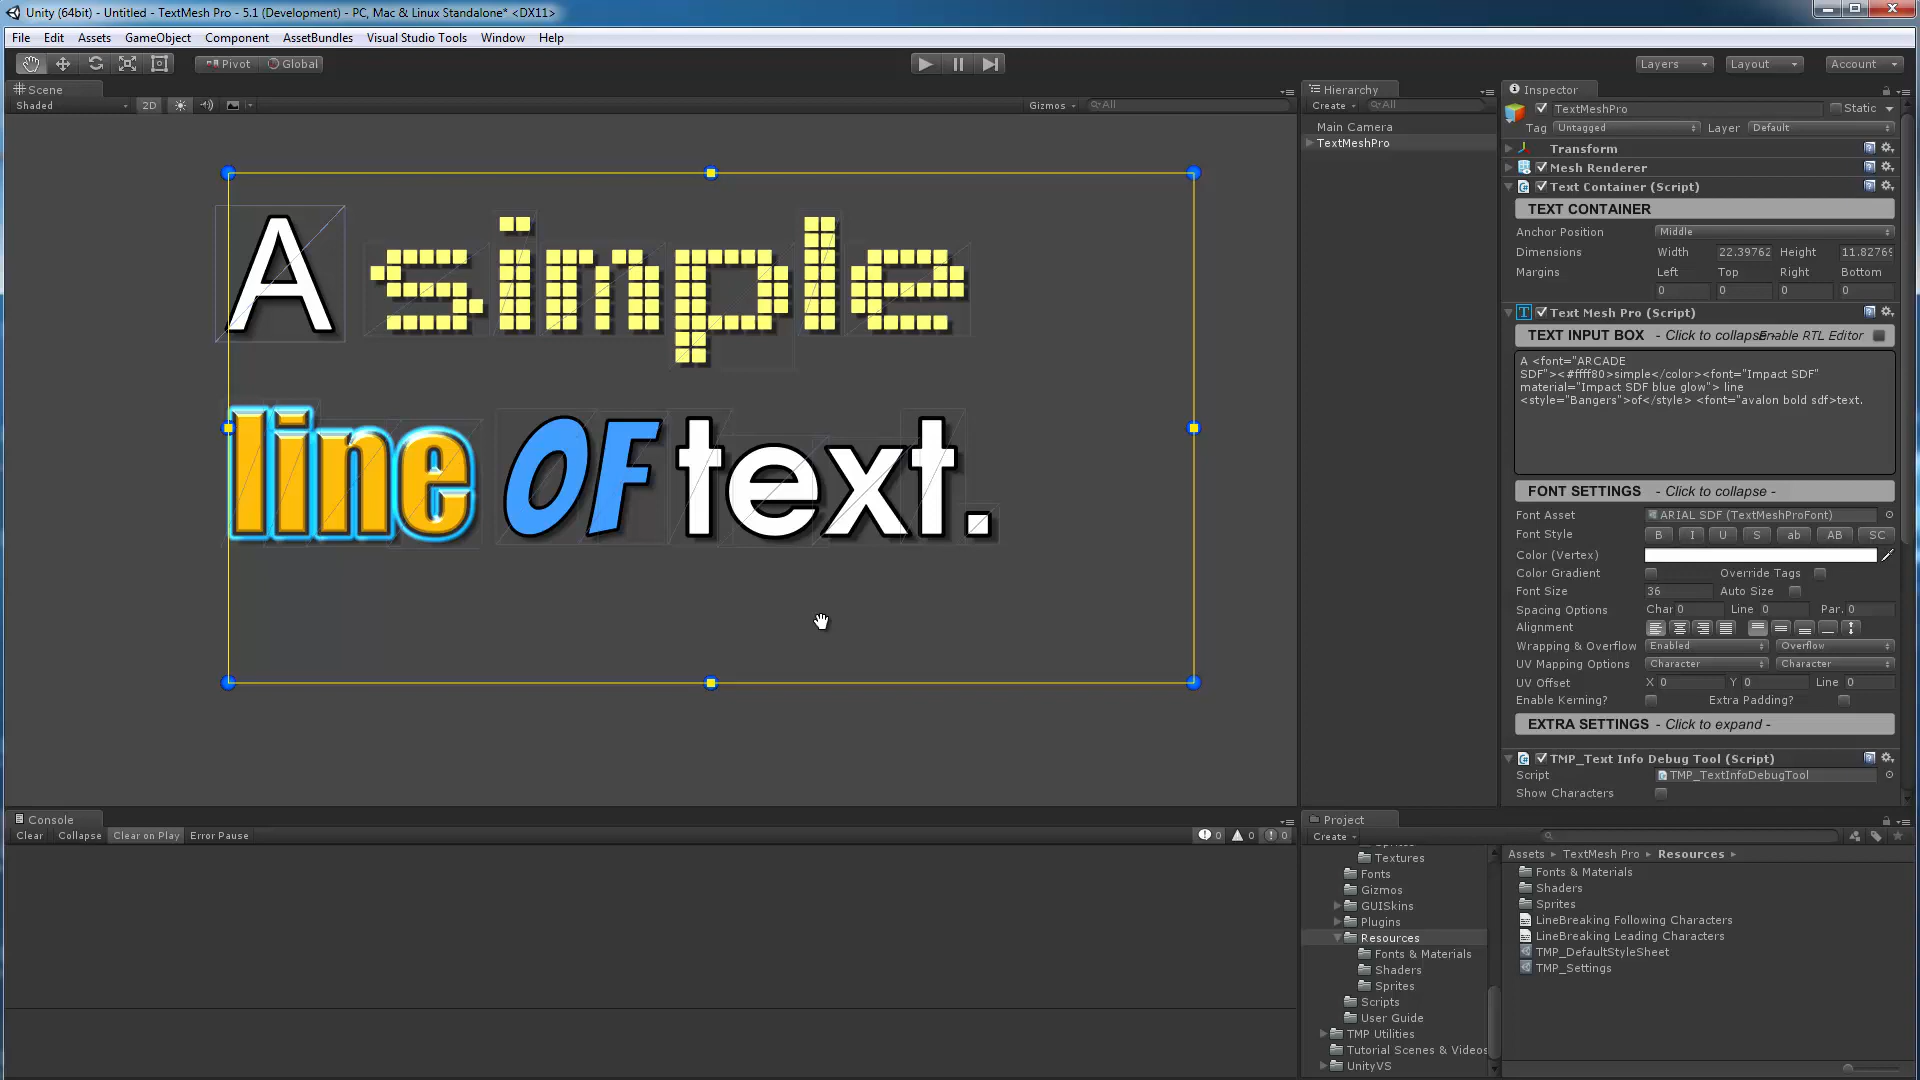 Unity (64bit) - Untitled - TextMesh Pro - 5.1 (Development) - PC, Mac & Linux Standalone* <DX11>
File Edit Assets GameObject Component AssetBundles Visual Studio Tools Window Help
Pivot Global Layers Layout Account
Scene
Shaded 2D Gizmos All
A simple
line OF text.
Hierarchy
Create All
Main Camera
TextMeshPro
Inspector
TextMeshPro Static
Tag Untagged Layer Default
Transform
Mesh Renderer
Text Container (Script)
TEXT CONTAINER
Anchor Position Middle
Dimensions Width 22.39762 Height 11.82769
Margins Left Top Right Bottom
0 0 0 0
Text Mesh Pro (Script)
TEXT INPUT BOX - Click to collapse - Enable RTL Editor
A <font="ARCADE
SDF"><#ffff80>simple</color><font="Impact SDF"
material="Impact SDF blue glow"> line
<style="Bangers">of</style> <font="avalon bold sdf>text.
FONT SETTINGS - Click to collapse -
Font Asset ARIAL SDF (TextMeshProFont)
Font Style B I U S ab AB SC
Color (Vertex)
Color Gradient Override Tags
Font Size 36 Auto Size
Spacing Options Char 0 Line 0 Par. 0
Alignment
Wrapping & Overflow Enabled Overflow
UV Mapping Options Character Character
UV Offset X 0 Y 0 Line 0
Enable Kerning? Extra Padding?
EXTRA SETTINGS - Click to expand -
TMP_Text Info Debug Tool (Script)
Script TMP_TextInfoDebugTool
Show Characters
Console
Clear Collapse Clear on Play Error Pause 0 0 0
Project
Create
Textures
Fonts
Gizmos
GUISkins
Plugins
Resources
Fonts & Materials
Shaders
Sprites
Scripts
User Guide
TMP Utilities
Tutorial Scenes & Videos
UnityVS
Assets TextMesh Pro Resources
Fonts & Materials
Shaders
Sprites
LineBreaking Following Characters
LineBreaking Leading Characters
TMP_DefaultStyleSheet
TMP_Settings